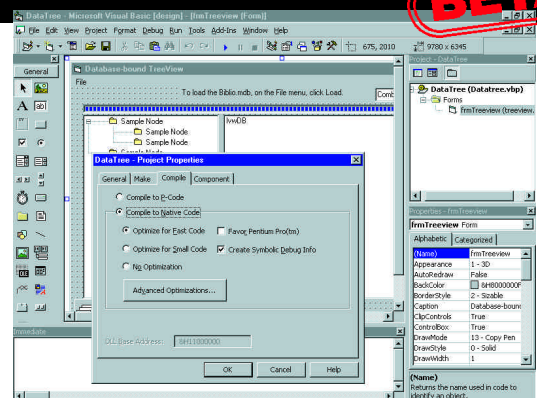 BETA
DataTree - Microsoft Visual Basic [design] - [frmTreeview (Form)]
File Edit View Project Format Debug Run Tools Add-Ins Window Help
675, 2010
9780 x 6345
General
A
ab|
Database-bound TreeView
File
To load the Biblio.mdb, on the File menu, click Load.
Comb
Sample Node
Sample Node
Sample Node
Sample Node
lvwDB
DataTree - Project Properties
General
Make
Compile
Component
Compile to P-Code
Compile to Native Code
Optimize for Fast Code
Favor Pentium Pro(tm)
Optimize for Small Code
Create Symbolic Debug Info
No Optimization
Advanced Optimizations...
DLL Base Address:
&H11000000
OK
Cancel
Help
Immediate
Project - DataTree
DataTree (Datatree.vbp)
Forms
frmTreeview (treeview.
Properties - frmTreeview
frmTreeview Form
Alphabetic
Categorized
(Name) frmTreeview
Appearance 1 - 3D
AutoRedraw False
BackColor &H8000000F
BorderStyle 2 - Sizable
Caption Database-bound
ClipControls True
ControlBox True
DrawMode 13 - Copy Pen
DrawStyle 0 - Solid
DrawWidth 1
(Name)
Returns the name used in code to
identify an object.